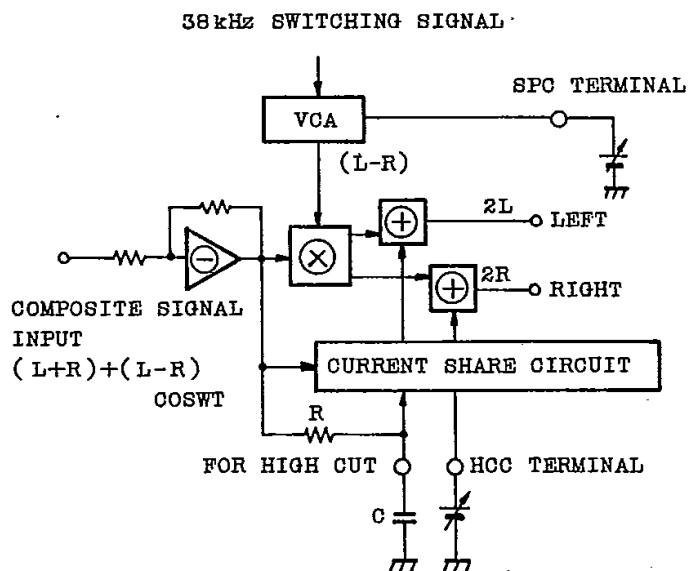 38kHz SWITCHING SIGNAL
SPC TERMINAL
VCA
(L-R)
2L
LEFT
2R
RIGHT
COMPOSITE SIGNAL
INPUT
(L+R)+(L-R)
COSWT
CURRENT SHARE CIRCUIT
R
FOR HIGH CUT
HCC TERMINAL
C